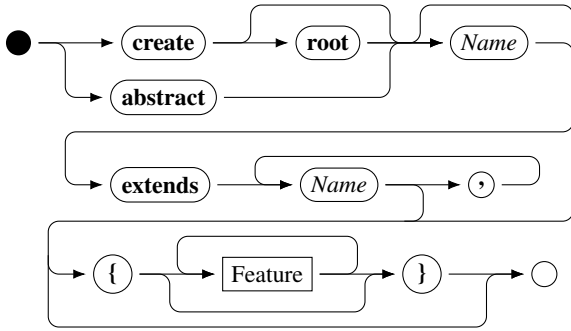 create root Name
abstract
extends Name ,
{ Feature }